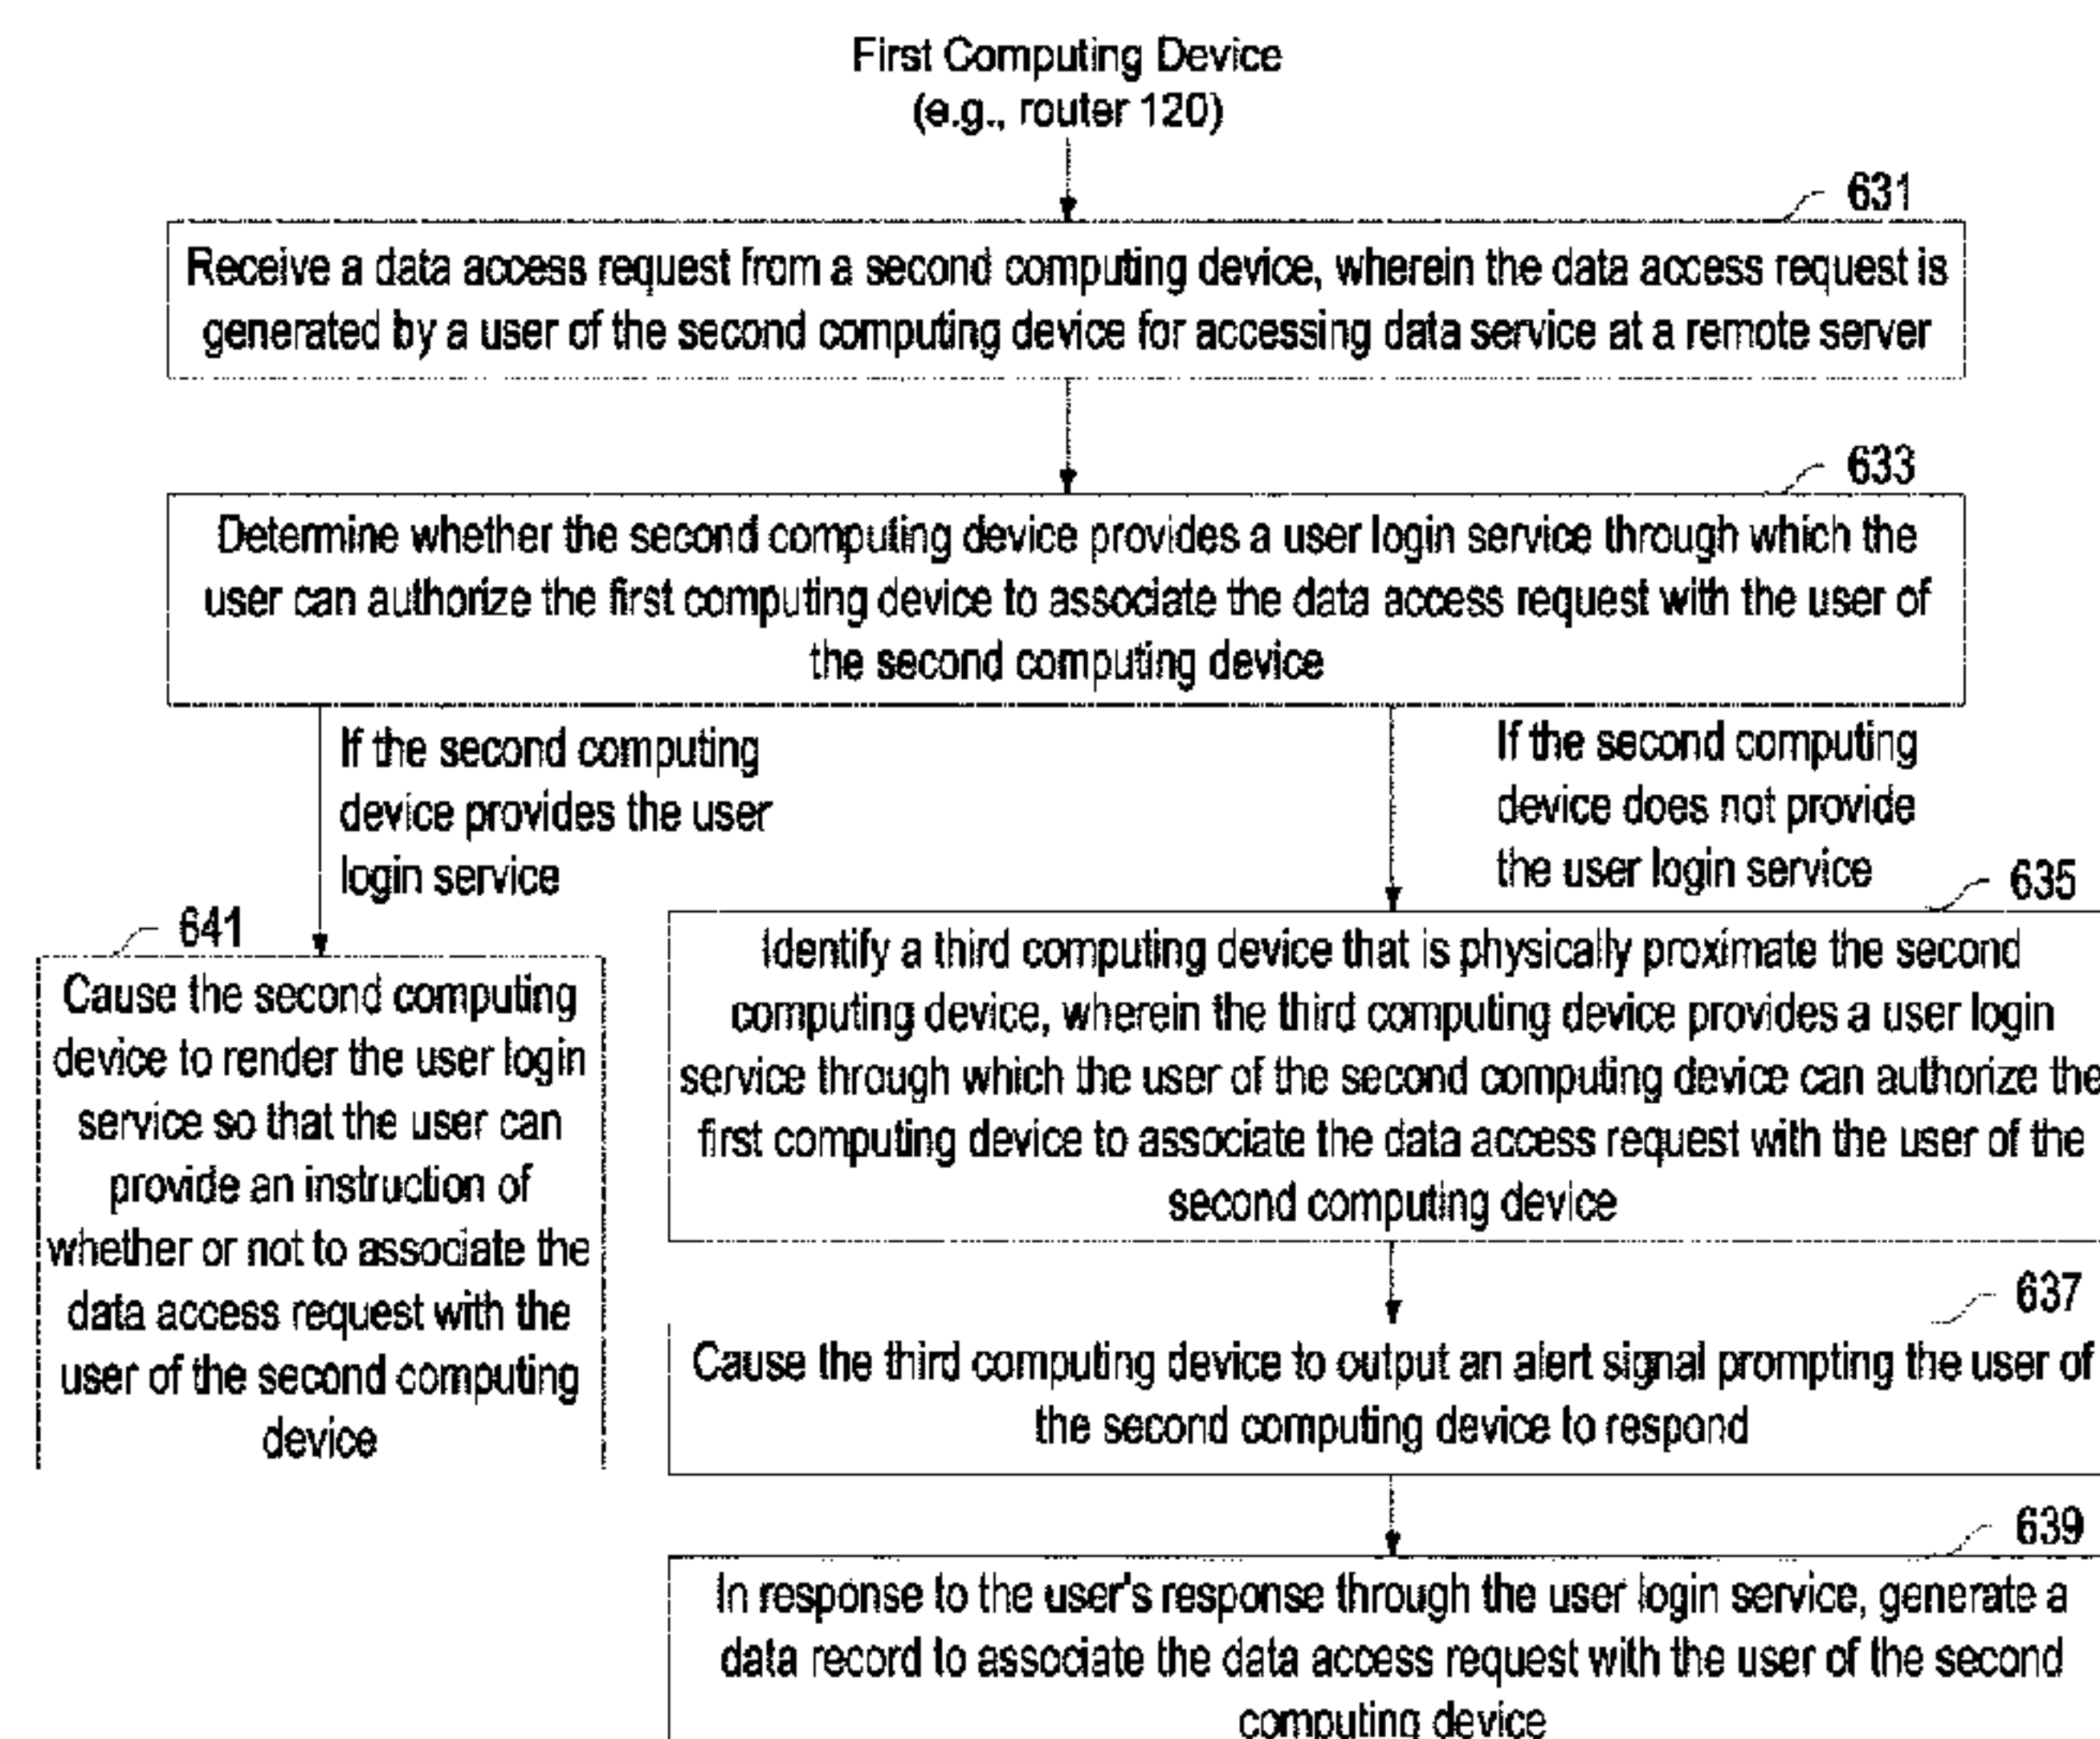 First Computing Device
(e.g., router 120)
631
Receive a data access request from a second computing device, wherein the data access request is
generated by a user of the second computing device for accessing data service at a remote server
633
Determine whether the second computing device provides a user login service through which the
user can authorize the first computing device to associate the data access request with the user of
the second computing device
If the second computing
device provides the user
login service
If the second computing
device does not provide
the user login service
641
Cause the second computing
device to render the user login
service so that the user can
provide an instruction of
whether or not to associate the
data access request with the
user of the second computing
device
635
Identify a third computing device that is physically proximate the second
computing device, wherein the third computing device provides a user login
service through which the user of the second computing device can authorize the
first computing device to associate the data access request with the user of the
second computing device
637
Cause the third computing device to output an alert signal prompting the user of
the second computing device to respond
639
In response to the user's response through the user login service, generate a
data record to associate the data access request with the user of the second
computing device